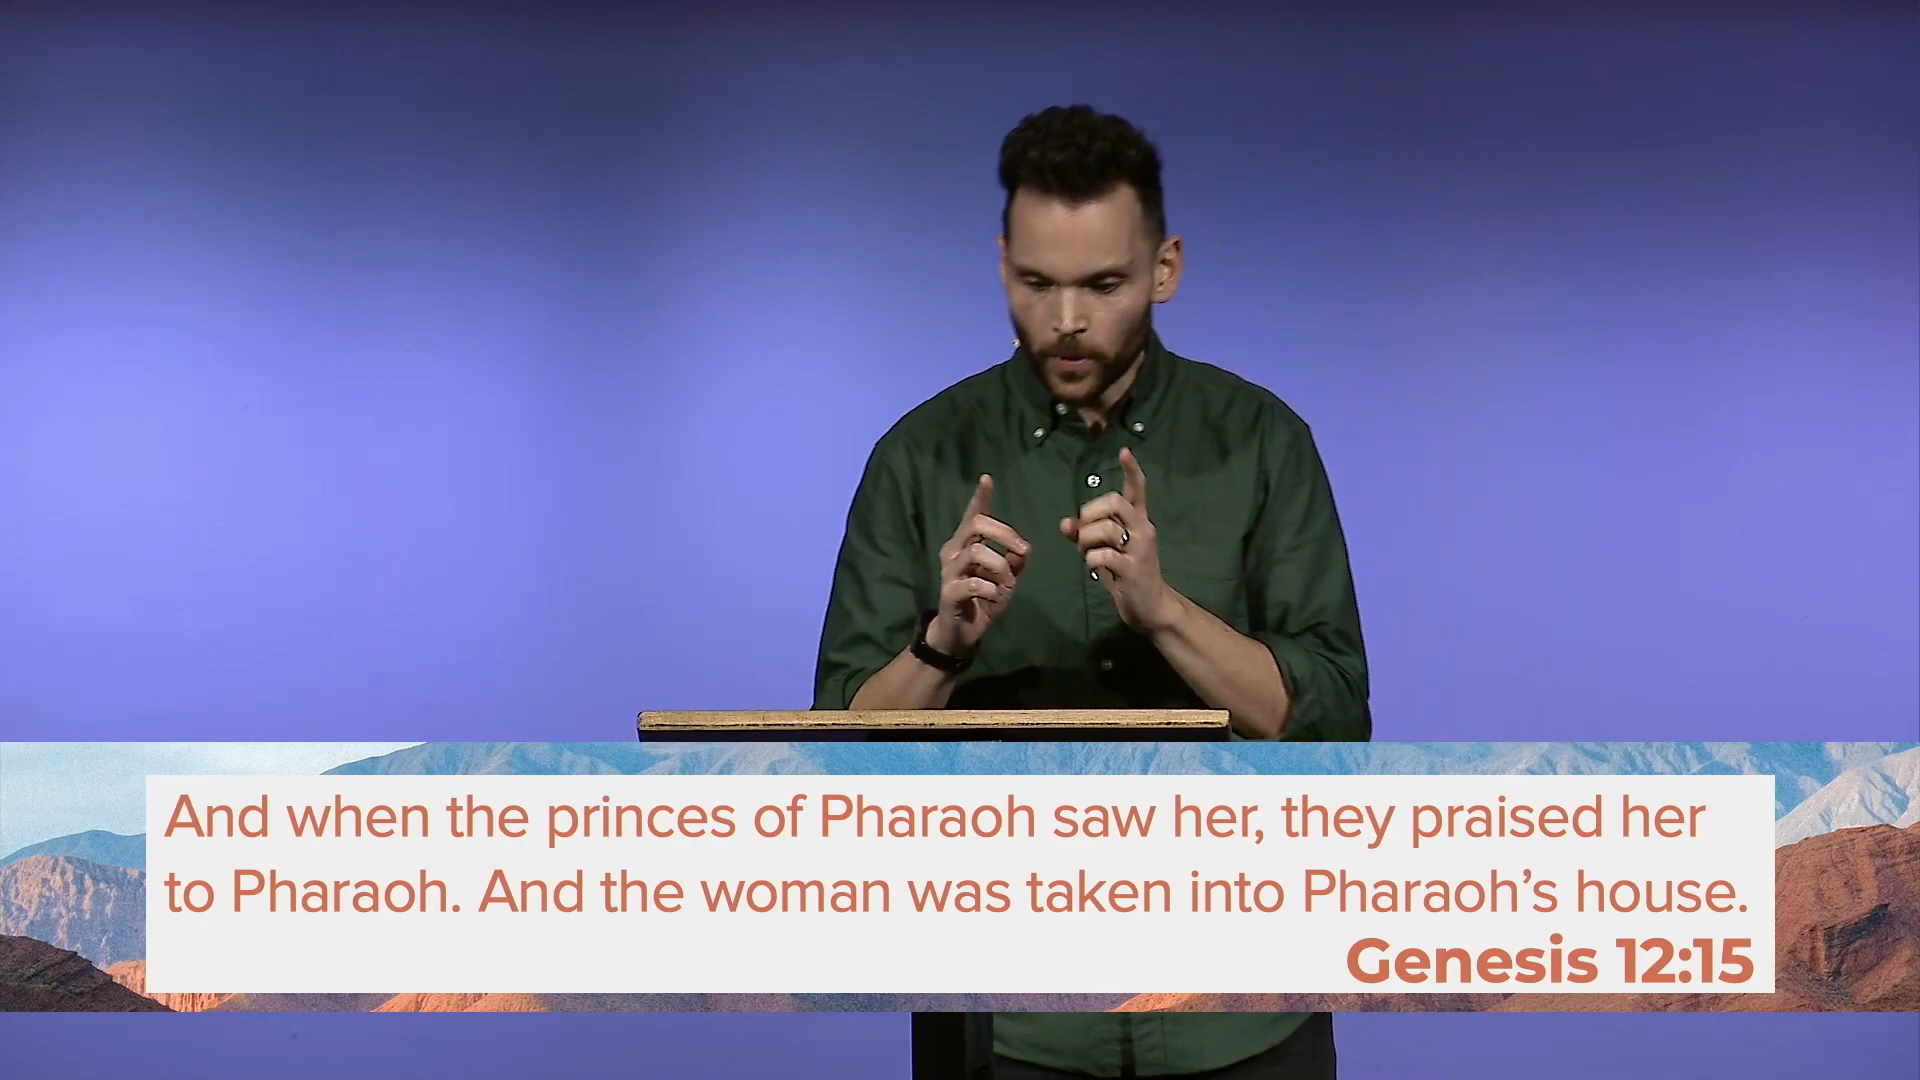 And when the princes of Pharaoh saw her, they praised her
to Pharaoh. And the woman was taken into Pharaoh’s house.
Genesis 12:15